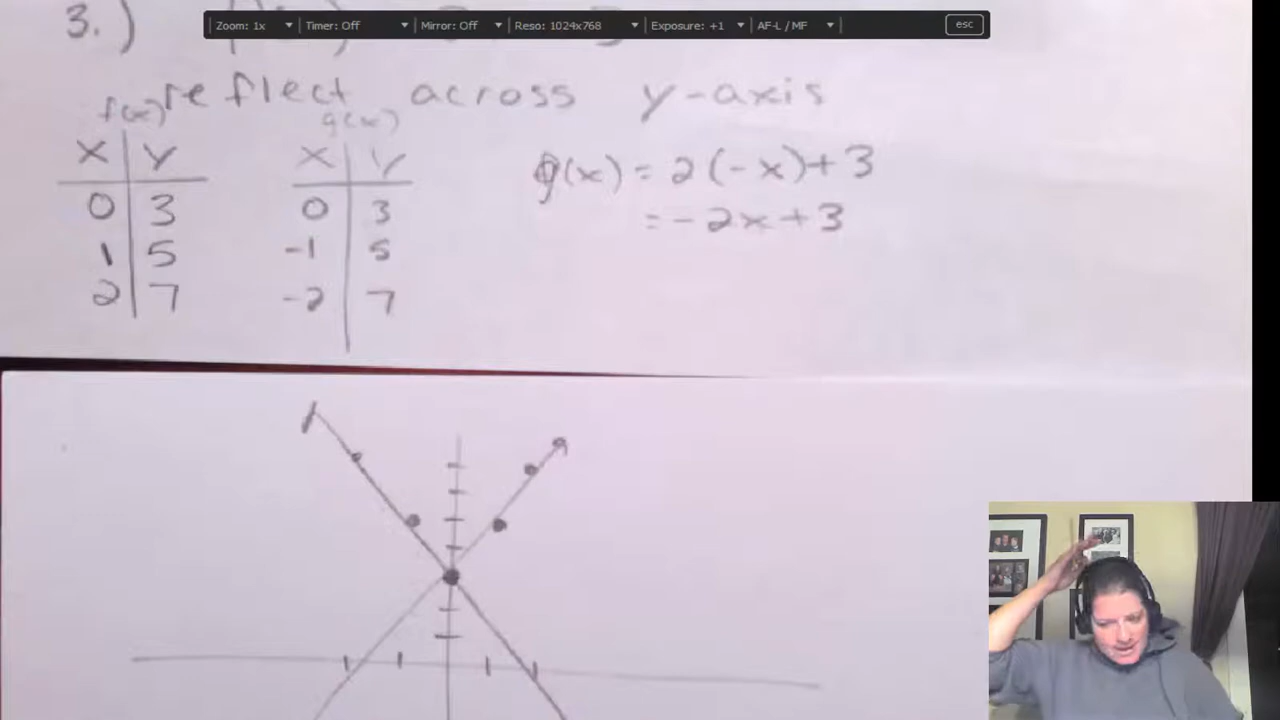 Zoom: 1x Timer: Off Mirror: Off Reso: 1024x768 Exposure: +1 AF-L / MF esc
3.)
reflect across y-axis
f(x) g(x)
X Y X Y g(x) = 2(-x)+3
0 3 0 3 = -2x+3
1 5 -1 5
2 7 -2 7